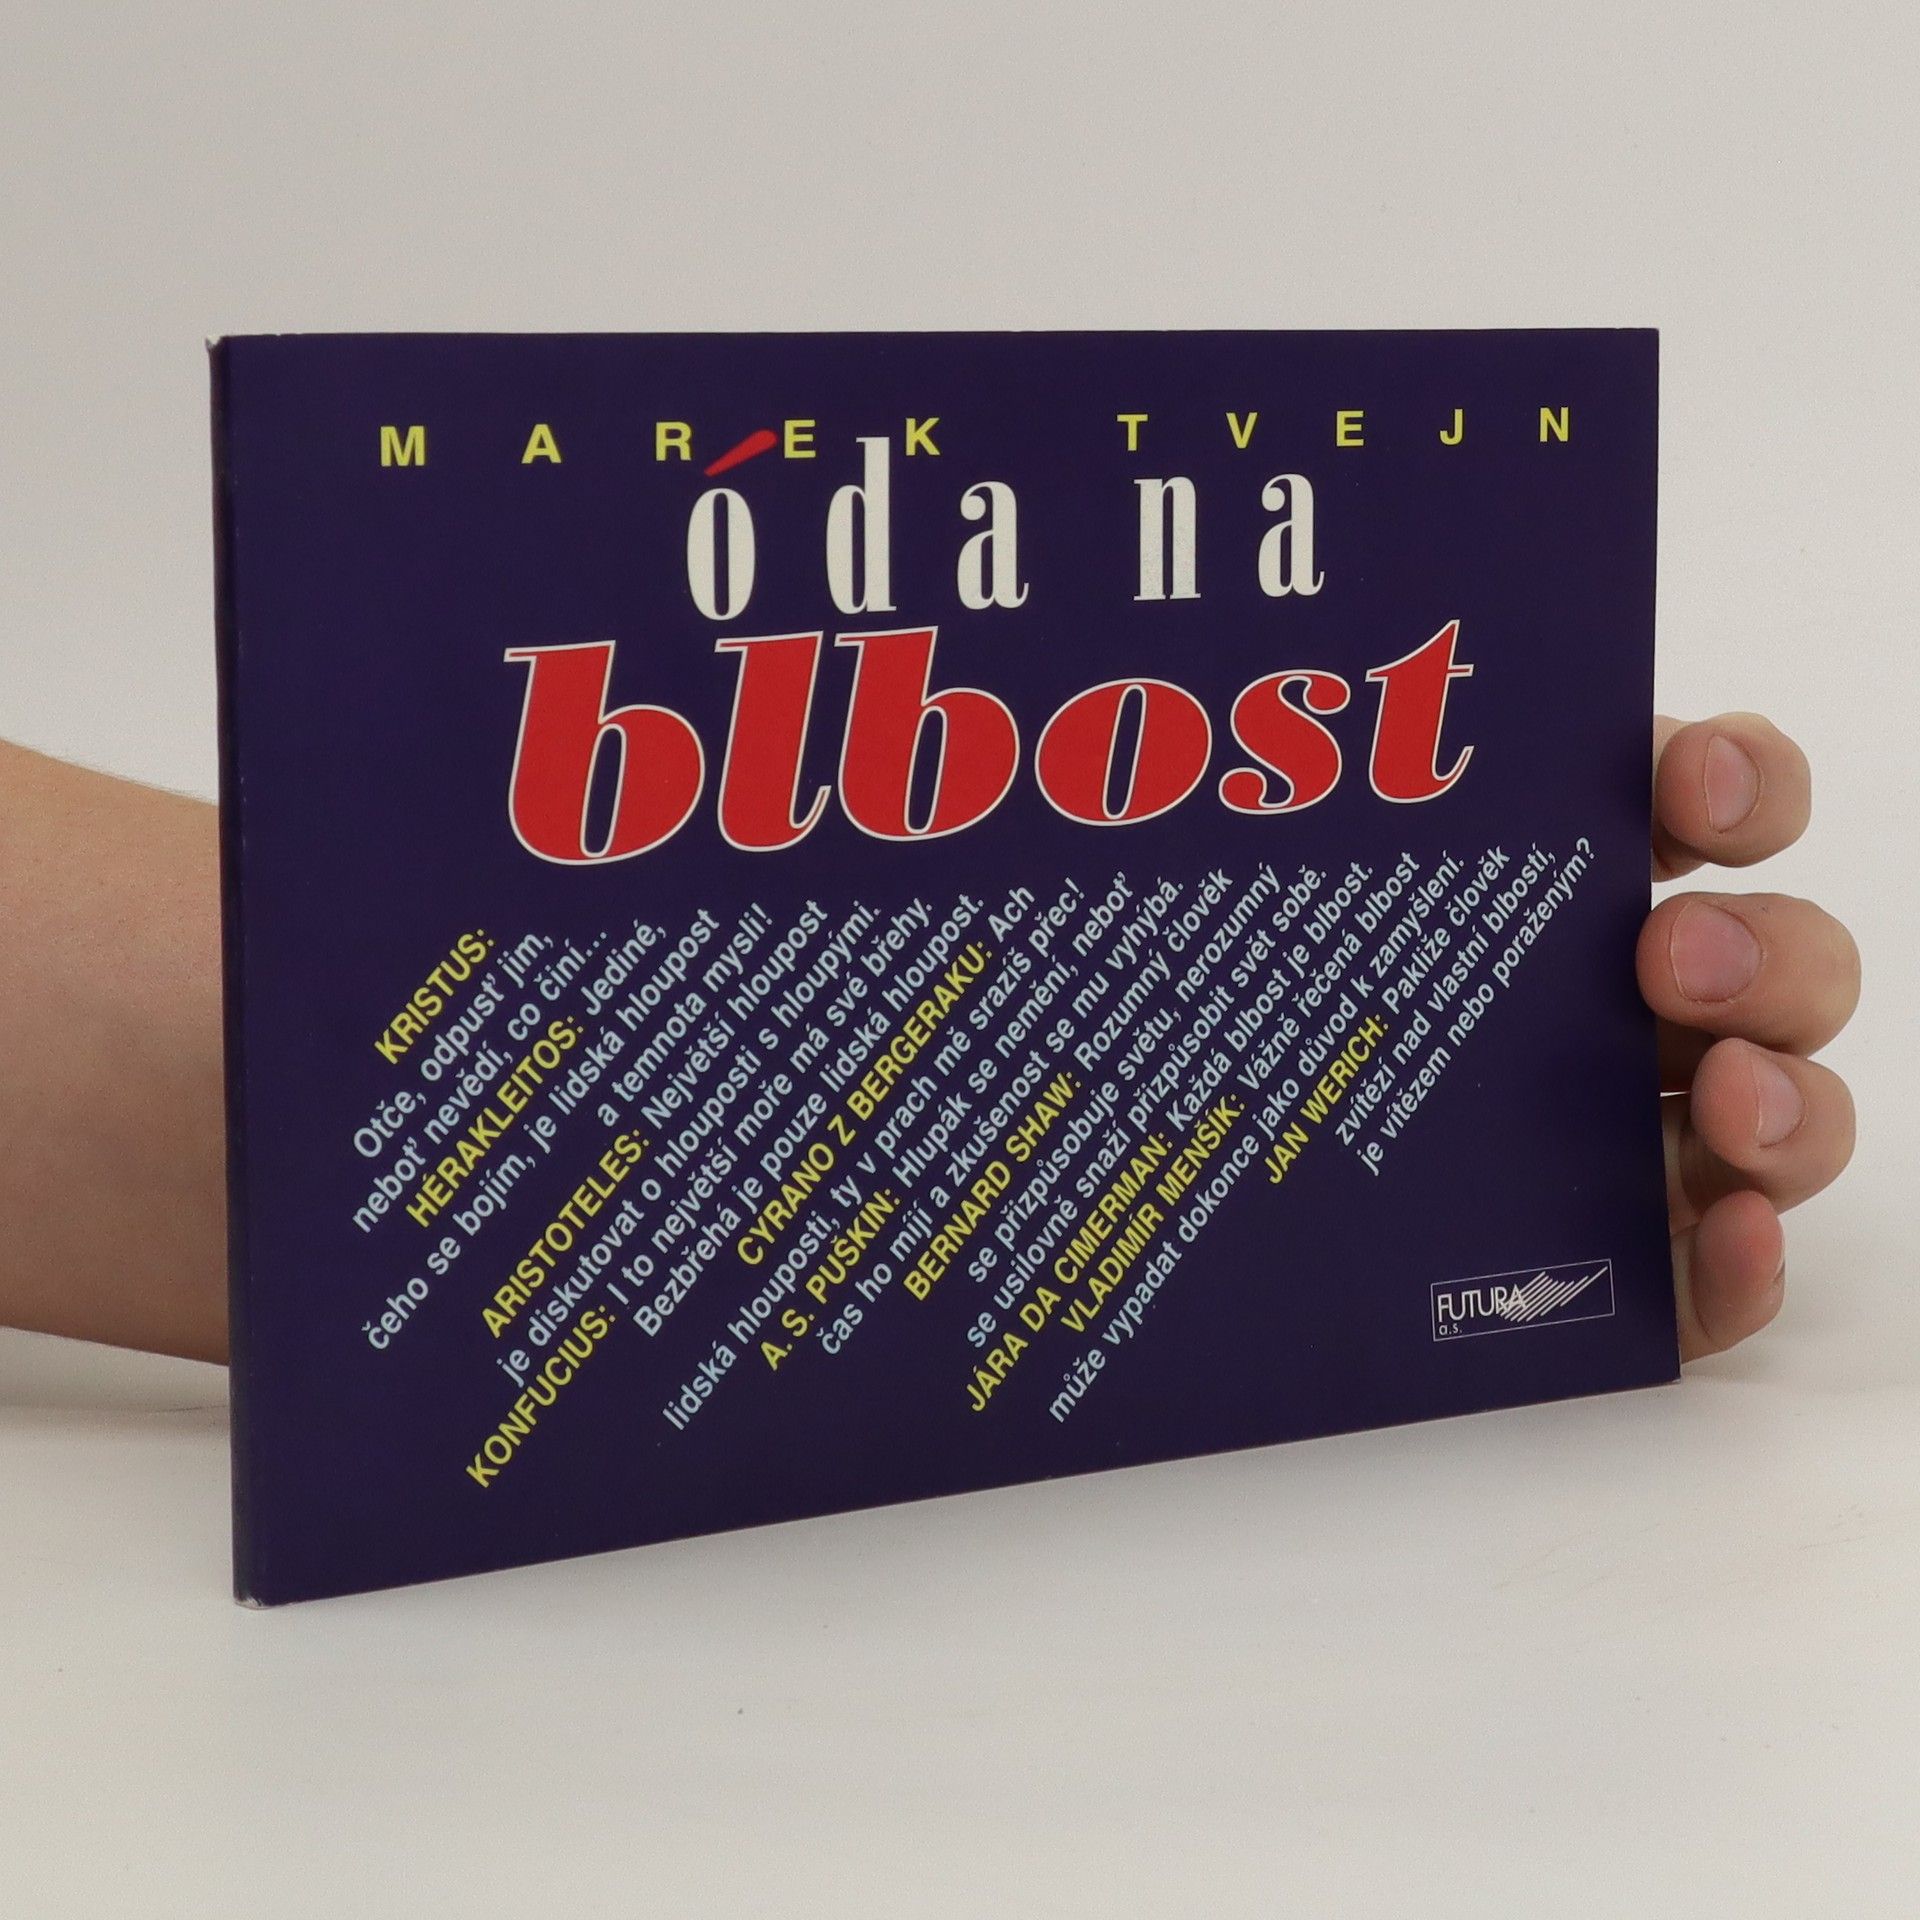 MAREK TVEJN
óda na
blbost
KRISTUS:
Otče, odpusť jim,
neboť nevědí, co činí...
HÉRAKLEITOS: Jediné,
čeho se bojím, je lidská hloupost
a temnota mysli!
ARISTOTELES: Největší hloupost
je diskutovat o hlouposti s hloupými.
KONFUCIUS: I to největší moře má své břehy.
Bezbřehá je pouze lidská hloupost.
CYRANO Z BERGERAKU: Ach
lidská hlouposti, ty v prach mě srazíš přec!
A. S. PUŠKIN: Hlupák se nemění, neboť
čas ho míjí a zkušenost se mu vyhýbá.
BERNARD SHAW: Rozumný člověk
se přizpůsobuje světu, nerozumný
se usilovně snaží přizpůsobit svět sobě.
JÁRA DA CIMERMAN: Každá blbost je blbost.
VLADIMÍR MENŠÍK: Vážně řečená blbost
může vypadat dokonce jako důvod k zamyšlení.
JAN WERICH: Pakliže člověk
zvítězí nad vlastní blbostí,
je vítězem nebo poraženým?
FUTURA
a.s.